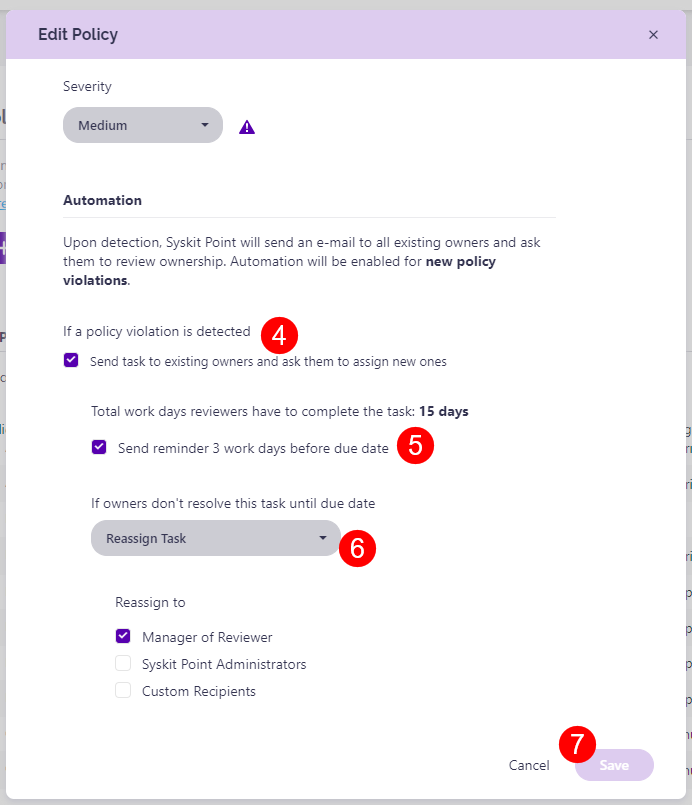 Edit Policy
Severity
Medium
Automation
Upon detection, Syskit Point will send an e-mail to all existing owners and ask
them to review ownership. Automation will be enabled for new policy
violations.
If a policy violation is detected 4
Send task to existing owners and ask them to assign new ones
Total work days reviewers have to complete the task: 15 days
Send reminder 3 work days before due date 5
If owners don't resolve this task until due date
Reassign Task 6
Reassign to
Manager of Reviewer
Syskit Point Administrators
Custom Recipients
Cancel 7 Save